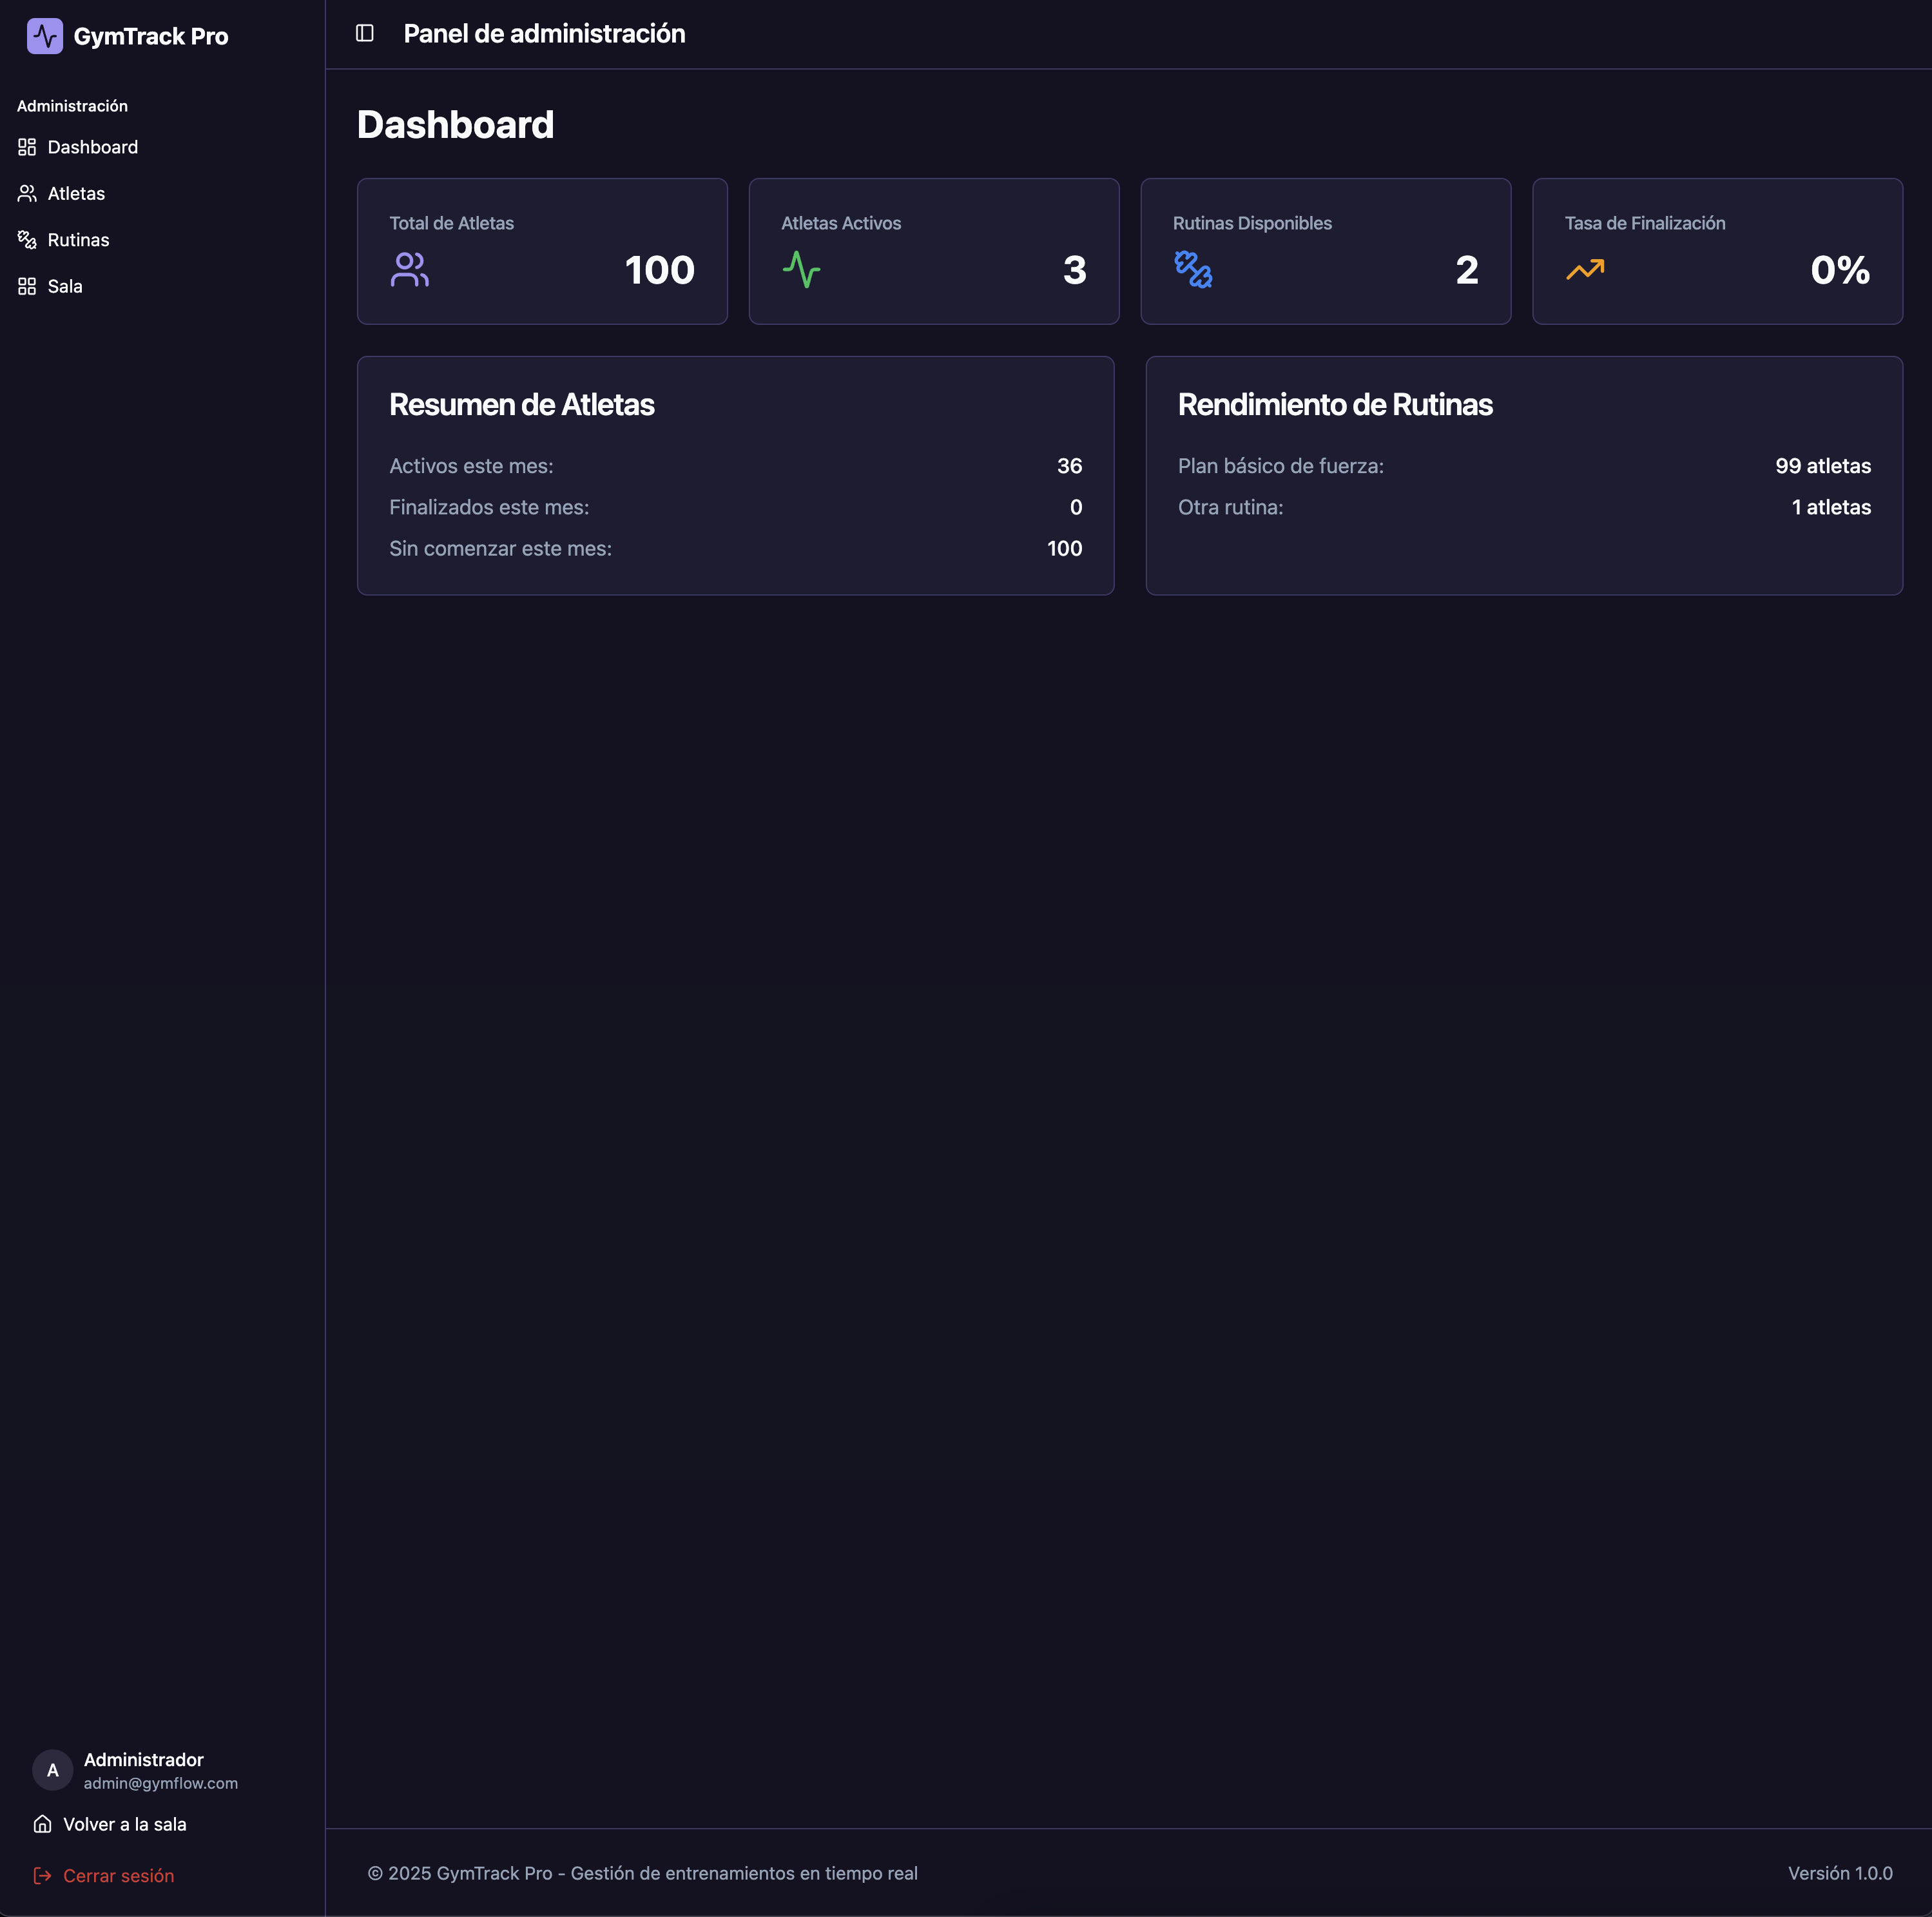 GymTrack Pro
Administración
Dashboard
Atletas
Rutinas
Sala
Panel de administración
Dashboard
Total de Atletas
100
Atletas Activos
3
Rutinas Disponibles
2
Tasa de Finalización
0%
Resumen de Atletas
Activos este mes: 36
Finalizados este mes: 0
Sin comenzar este mes: 100
Rendimiento de Rutinas
Plan básico de fuerza: 99 atletas
Otra rutina: 1 atletas
A
Administrador
admin@gymflow.com
Volver a la sala
Cerrar sesión
© 2025 GymTrack Pro - Gestión de entrenamientos en tiempo real
Versión 1.0.0